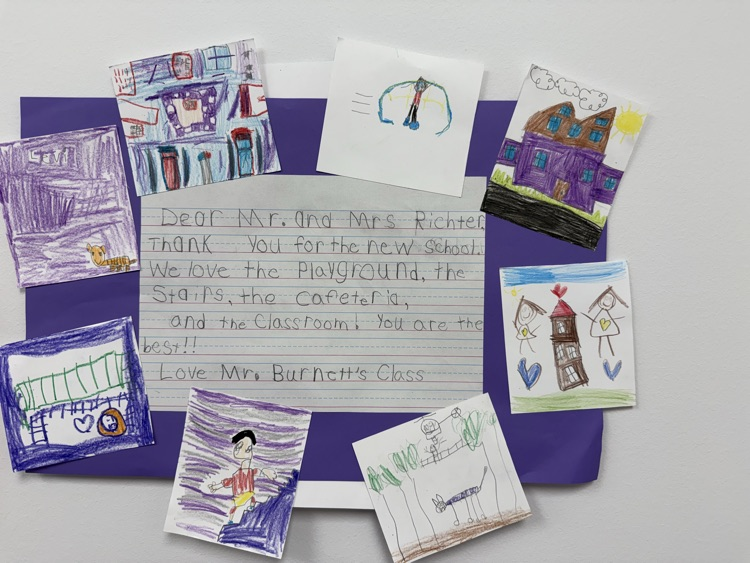 Dear Mr. and Mrs Richter,
Thank You for the new school.
We love the Playground, the
Stairs, the Cafeteria,
and the Classroom! You are the
best!!
Love Mr. Burnett's Class